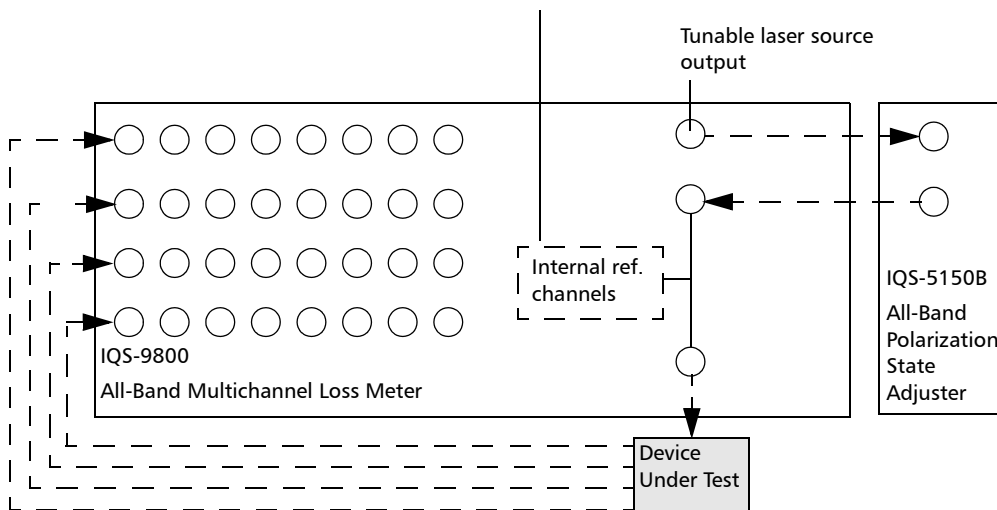 Tunable laser source
output
Internal ref.
channels
IQS-9800
All-Band Multichannel Loss Meter
IQS-5150B
All-Band
Polarization
State
Adjuster
Device
Under Test